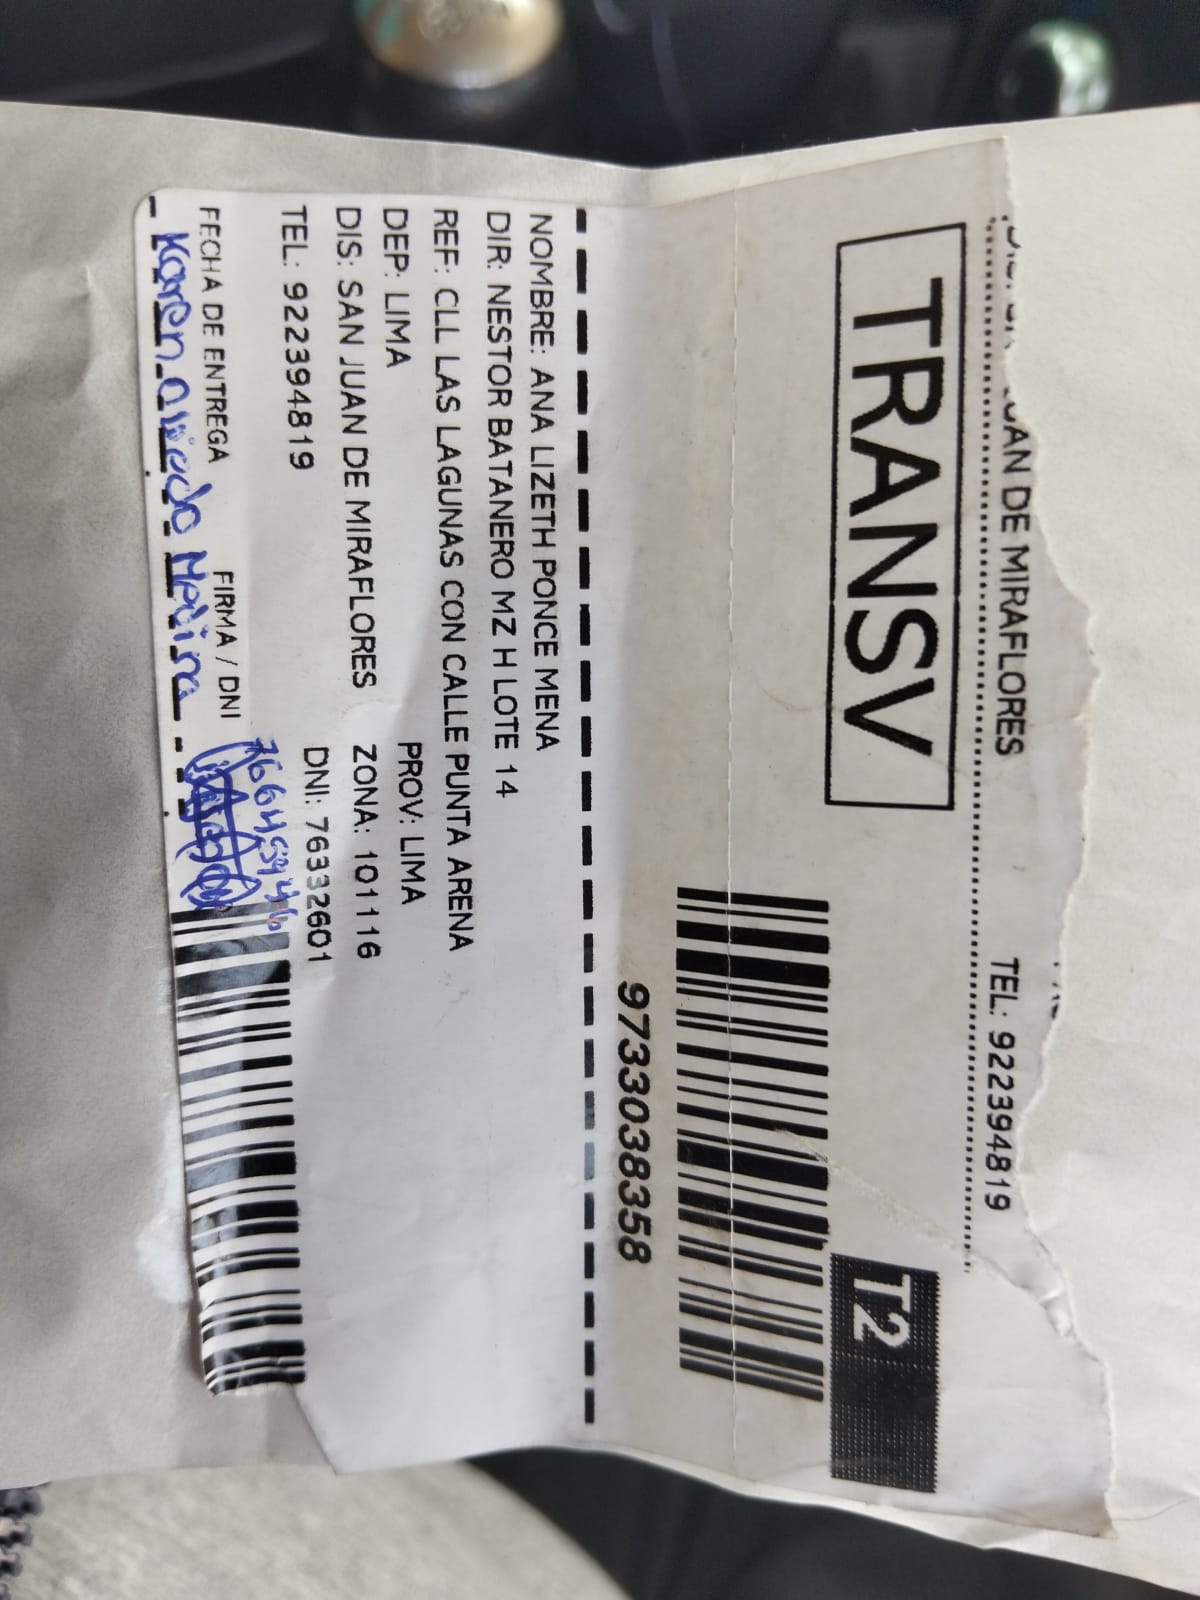 JUAN DE MIRAFLORES TEL: 922394819
TRANSV
T2
9733038358
NOMBRE: ANA LIZETH PONCE MENA
DIR: NESTOR BATANERO MZ H LOTE 14
REF: CLL LAS LAGUNAS CON CALLE PUNTA ARENA
DEP: LIMA PROV: LIMA
DIS: SAN JUAN DE MIRAFLORES ZONA: 101116
TEL: 922394819 DNI: 76332601
FECHA DE ENTREGA FIRMA / DNI
Karen Oviedo Medina